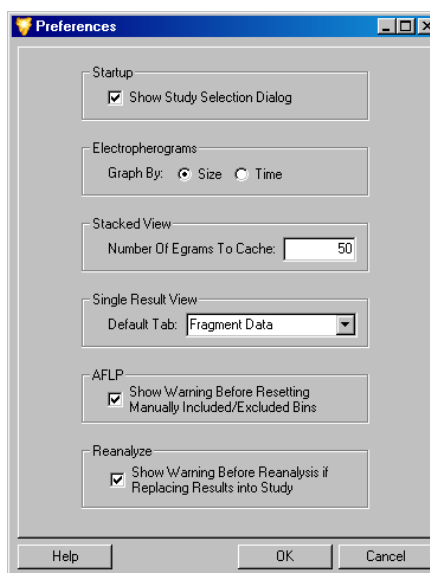 Preferences
Startup
Show Study Selection Dialog
Electropherograms
Graph By: Size Time
Stacked View
Number Of Egrams To Cache: 50
Single Result View
Default Tab: Fragment Data
AFLP
Show Warning Before Resetting
Manually Included/Excluded Bins
Reanalyze
Show Warning Before Reanalysis if
Replacing Results into Study
Help OK Cancel